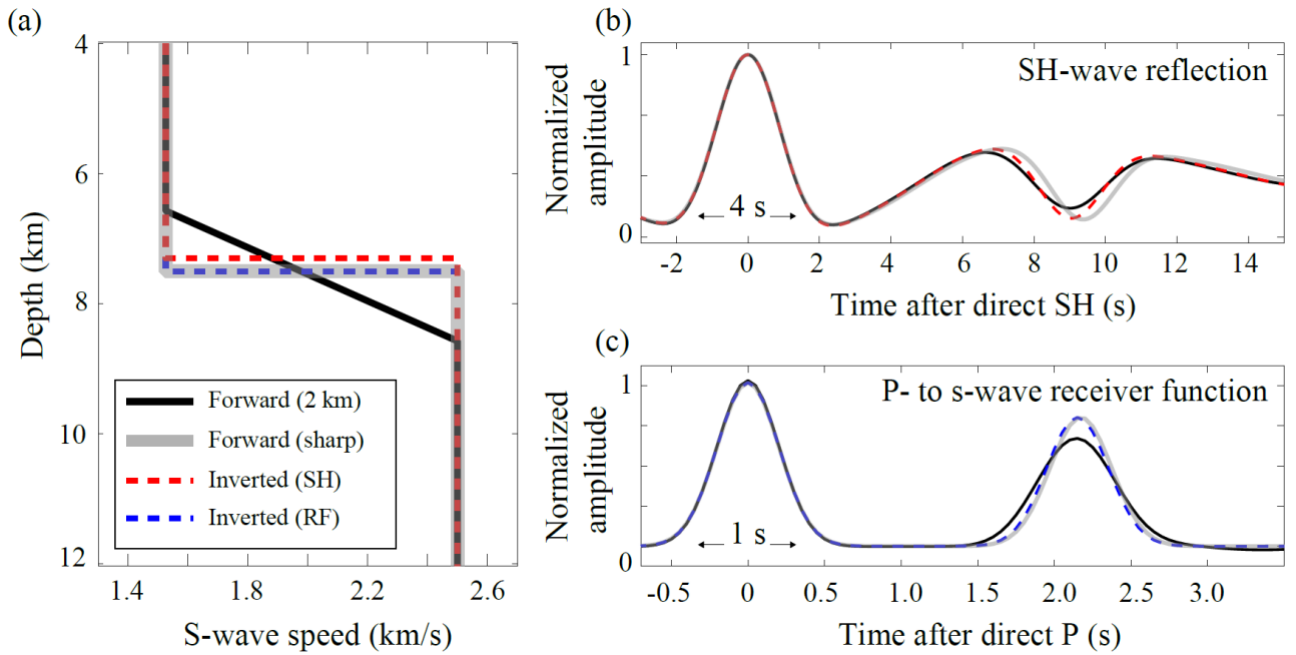 (a)
4
6
8
10
12
Depth (km)
1.4
1.8
2.2
2.6
S-wave speed (km/s)
Forward (2 km)
Forward (sharp)
Inverted (SH)
Inverted (RF)
(b)
SH-wave reflection
Normalized
amplitude
1
0
4 s
-2
0
2
4
6
8
10
12
14
Time after direct SH (s)
(c)
P- to s-wave receiver function
Normalized
amplitude
1
0
1 s
-0.5
0
0.5
1.0
1.5
2.0
2.5
3.0
Time after direct P (s)